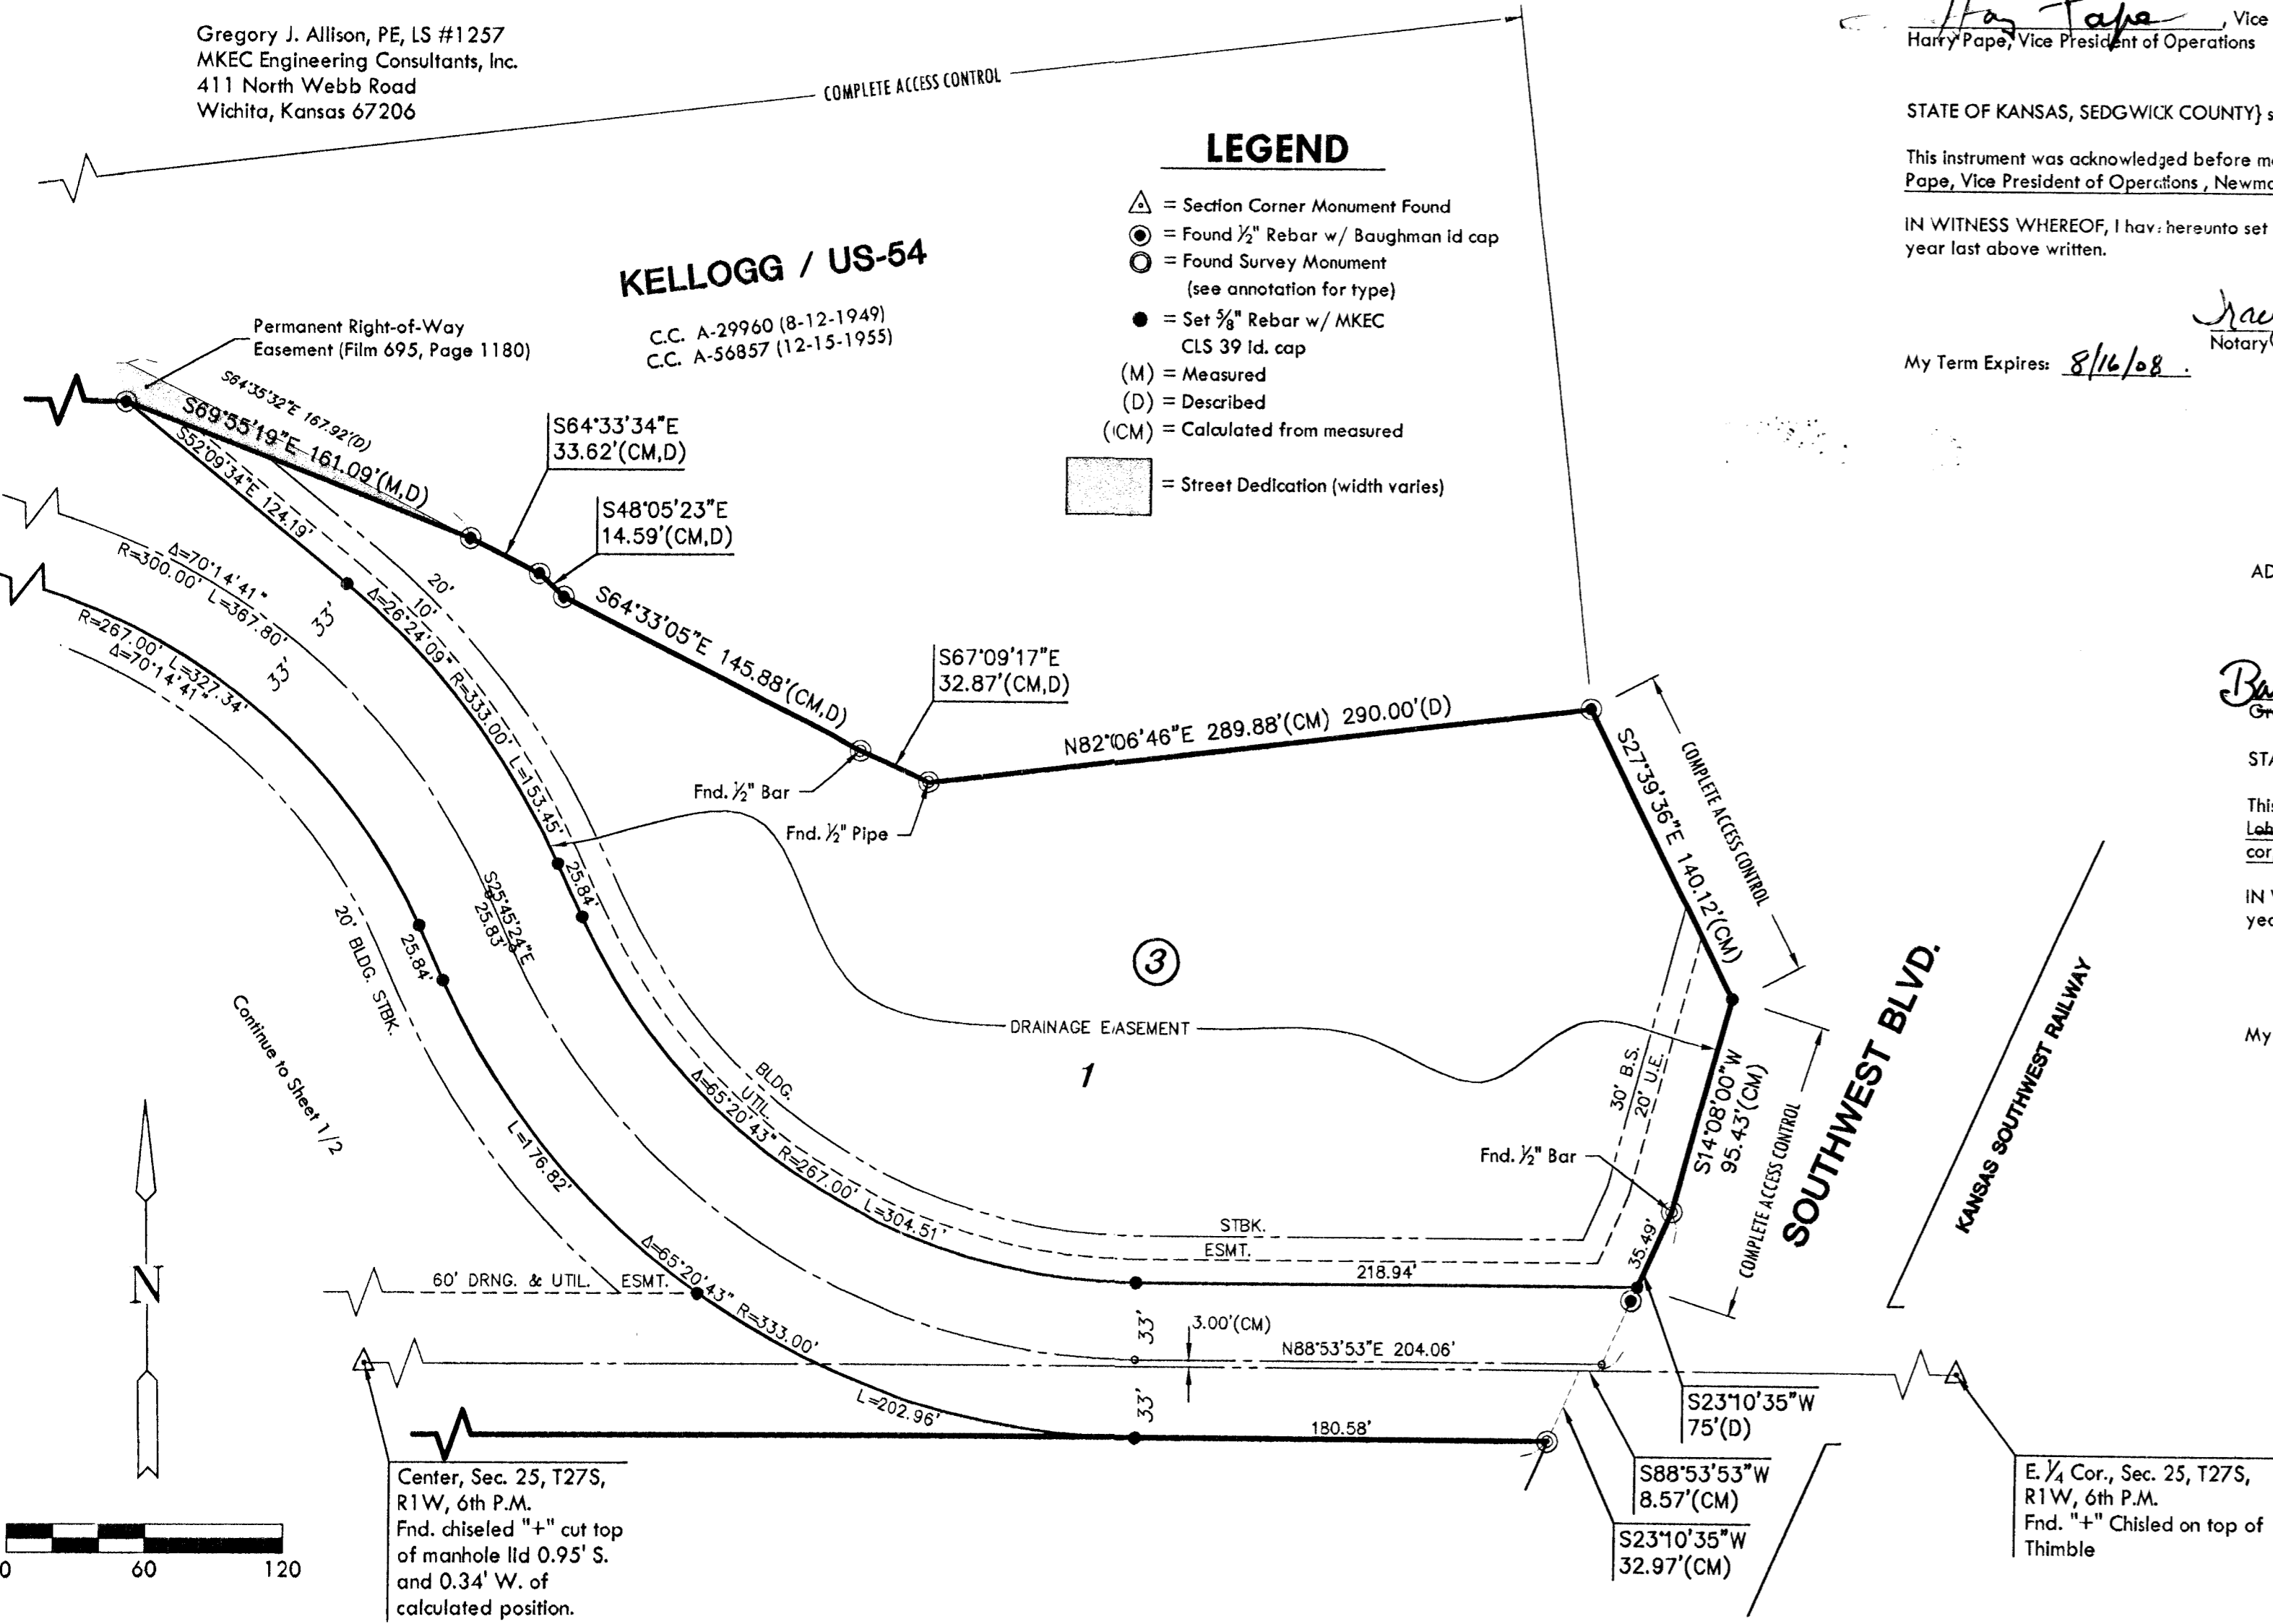 Gregory J. Allison, PE, LS #1257
MKEC Engineering Consultants, Inc.
411 North Webb Road
Wichita, Kansas 67206
COMPLETE ACCESS CONTROL
LEGEND
= Section Corner Monument Found
= Found ½" Rebar w/ Baughman id cap
= Found Survey Monument
(see annotation for type)
= Set ⅝" Rebar w/ MKEC
CLS 39 id. cap
(M) = Measured
(D) = Described
(CM) = Calculated from measured
= Street Dedication (width varies)
KELLOGG / US-54
C.C. A-29960 (8-12-1949)
C.C. A-56857 (12-15-1955)
Permanent Right-of-Way
Easement (Film 695, Page 1180)
S64°35'32"E 167.92'(D)
S69°55'19"E 161.09'(M,D)
S52°09'34"E 124.19'
S64°33'34"E
33.62'(CM,D)
S48°05'23"E
14.59'(CM,D)
S64°33'05"E 145.88'(CM,D)
S67°09'17"E
32.87'(CM,D)
N82°06'46"E 289.88'(CM) 290.00'(D)
Fnd. ½" Bar
Fnd. ½" Pipe
S27°39'36"E 140.12'(CM)
COMPLETE ACCESS CONTROL
Δ=70°14'41"
R=300.00' L=367.80'
33'
33'
R=267.00' L=327.34'
Δ=70°14'41"
20'
10'
Δ=26°24'09" R=333.00' L=153.45'
25.84'
S25°45'24"E
25.83'
25.84'
20' BLDG. STBK.
Continue to Sheet 1/2
3
DRAINAGE EASEMENT
1
BLDG.
UTIL.
Δ=65°20'43" R=267.00' L=304.51'
L=176.82'
Δ=65°20'43" R=333.00'
L=202.96'
60' DRNG. & UTIL. ESMT.
STBK.
ESMT.
218.94'
30' B.S.
20' U.E.
S14°08'00"W
95.43'(CM)
Fnd. ½" Bar
35.49'
COMPLETE ACCESS CONTROL
SOUTHWEST BLVD.
KANSAS SOUTHWEST RAILWAY
33'
3.00'(CM)
N88°53'53"E 204.06'
33'
180.58'
S23°10'35"W
75'(D)
S88°53'53"W
8.57'(CM)
S23°10'35"W
32.97'(CM)
Center, Sec. 25, T27S,
R1W, 6th P.M.
Fnd. chiseled "+" cut top
of manhole lid 0.95' S.
and 0.34' W. of
calculated position.
E. ¼ Cor., Sec. 25, T27S,
R1W, 6th P.M.
Fnd. "+" Chisled on top of
Thimble
N
0 60 120
Pape, Vice
Harry Pape, Vice President of Operations
STATE OF KANSAS, SEDGWICK COUNTY} s
This instrument was acknowledged before m
Pape, Vice President of Operations , Newma
IN WITNESS WHEREOF, I have hereunto set
year last above written.
Notary
My Term Expires: 8/16/08.
AD
STA
This
Leh
cor
IN
yea
My